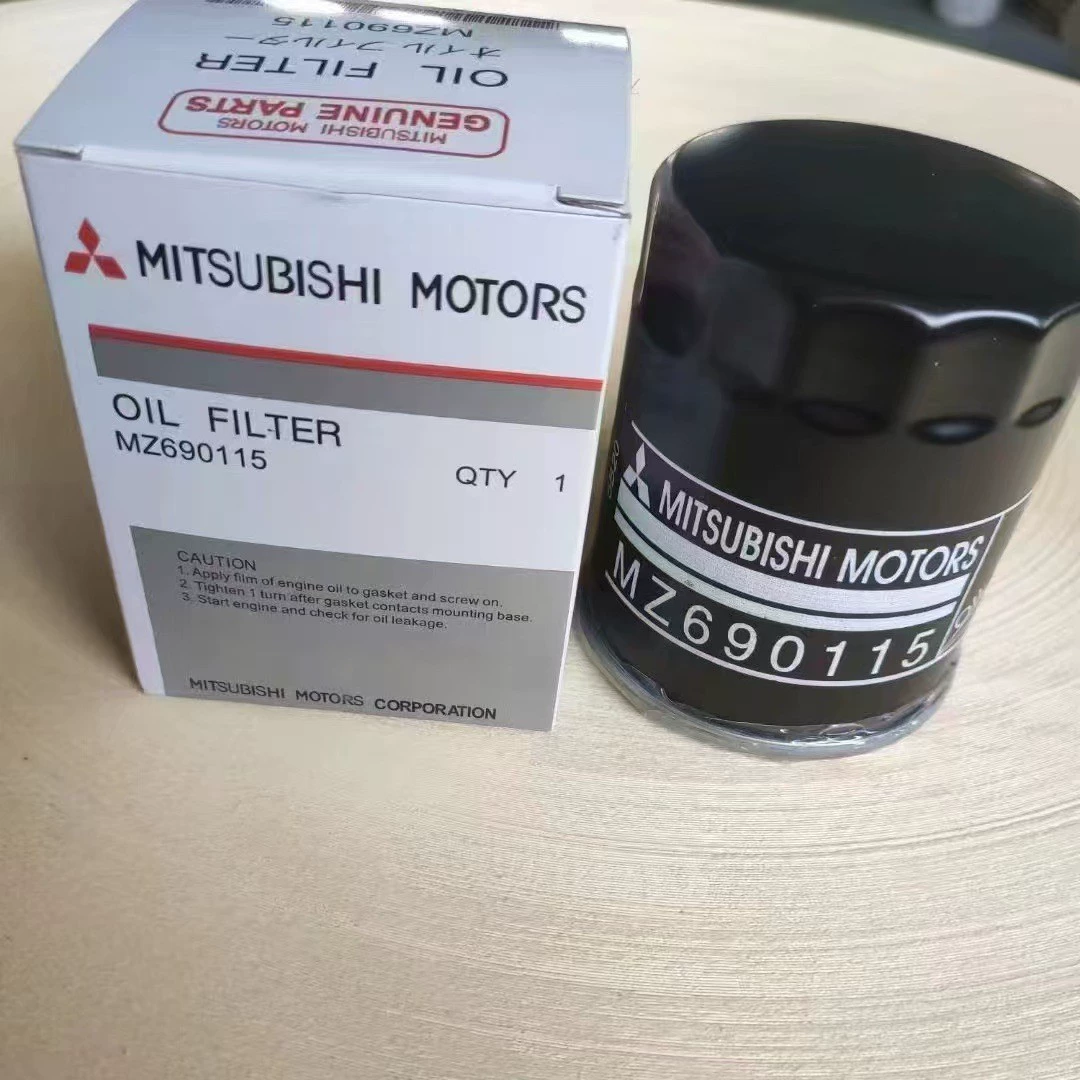 MZ690115
オイルフィルター
OIL FILTER
MITSUBISHI MOTORS
GENUINE PARTS
MITSUBISHI MOTORS
OIL FILTER
MZ690115
QTY 1
CAUTION
1. Apply film of engine oil to gasket and screw on.
2. Tighten 1 turn after gasket contacts mounting base.
3. Start engine and check for oil leakage.
MITSUBISHI MOTORS CORPORATION
MITSUBISHI MOTORS
MZ690115